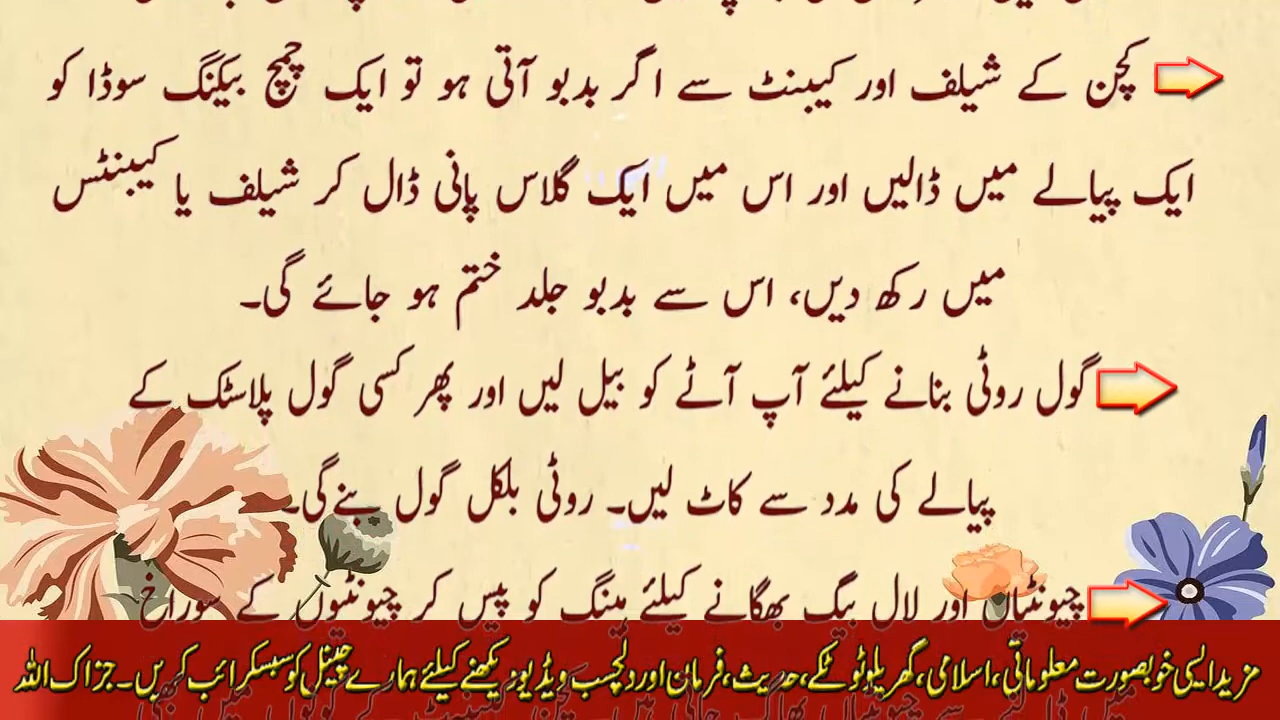 کچن کے شیلف اور کیبنٹ سے اگر بدبو آتی ہو تو ایک چمچ بیکنگ سوڈا کو
ایک پیالے میں ڈالیں اور اس میں ایک گلاس پانی ڈال کر شیلف یا کیبنٹس
میں رکھ دیں، اس سے بدبو جلد ختم ہو جائے گی۔
گول روٹی بنانے کیلئے آپ آٹے کو بیل لیں اور پھر کسی گول پلاسٹک کے
پیالے کی مدد سے کاٹ لیں۔ روٹی بلکل گول بنےگی۔
چیونٹیاں اور لال بیگ بھگانے کیلئے ہینگ کو پیس کر چیونٹیوں کے سوراخ
مزید ایسی خوبصورت معلوماتی، اسلامی، گھریلو ٹوٹکے، حدیث، فرمان اور دلچسپ ویڈیوز دیکھنے کیلئے ہمارے چینل کو سبسکرائب کریں۔ جزاک اللہ